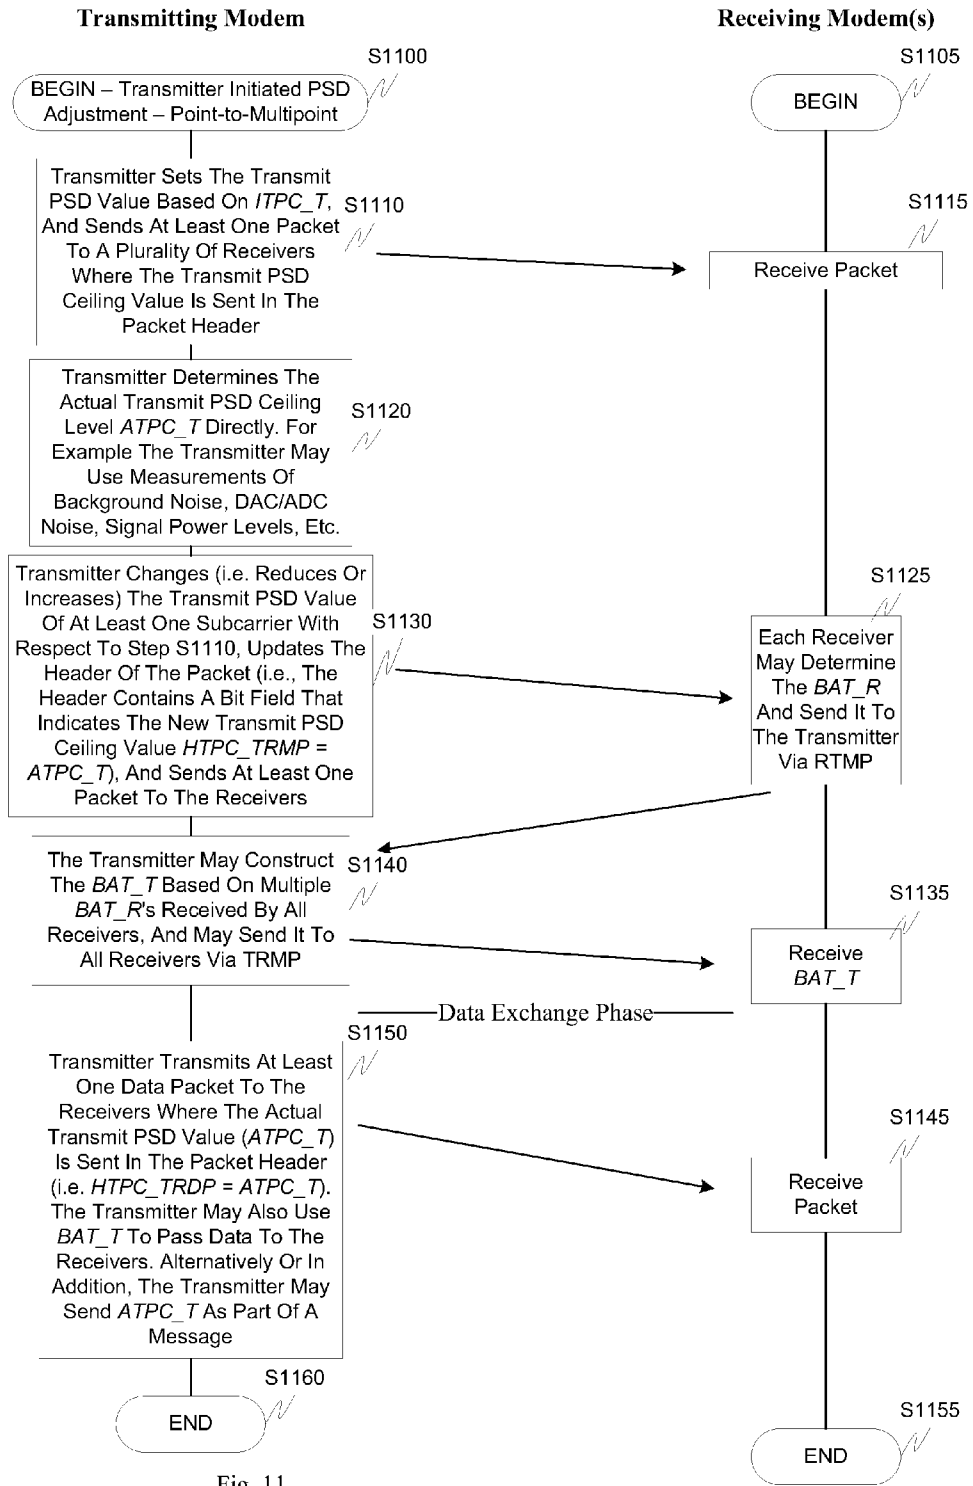 Transmitting Modem
Receiving Modem(s)
S1100
BEGIN – Transmitter Initiated PSD
Adjustment – Point-to-Multipoint
S1105
BEGIN
Transmitter Sets The Transmit
PSD Value Based On ITPC_T,
And Sends At Least One Packet
To A Plurality Of Receivers
Where The Transmit PSD
Ceiling Value Is Sent In The
Packet Header
S1110
S1115
Receive Packet
Transmitter Determines The
Actual Transmit PSD Ceiling
Level ATPC_T Directly. For
Example The Transmitter May
Use Measurements Of
Background Noise, DAC/ADC
Noise, Signal Power Levels, Etc.
S1120
Transmitter Changes (i.e. Reduces Or
Increases) The Transmit PSD Value
Of At Least One Subcarrier With
Respect To Step S1110, Updates The
Header Of The Packet (i.e., The
Header Contains A Bit Field That
Indicates The New Transmit PSD
Ceiling Value HTPC_TRMP =
ATPC_T), And Sends At Least One
Packet To The Receivers
S1130
S1125
Each Receiver
May Determine
The BAT_R
And Send It To
The Transmitter
Via RTMP
The Transmitter May Construct
The BAT_T Based On Multiple
BAT_R's Received By All
Receivers, And May Send It To
All Receivers Via TRMP
S1140
S1135
Receive
BAT_T
Data Exchange Phase
S1150
Transmitter Transmits At Least
One Data Packet To The
Receivers Where The Actual
Transmit PSD Value (ATPC_T)
Is Sent In The Packet Header
(i.e. HTPC_TRDP = ATPC_T).
The Transmitter May Also Use
BAT_T To Pass Data To The
Receivers. Alternatively Or In
Addition, The Transmitter May
Send ATPC_T As Part Of A
Message
S1145
Receive
Packet
S1160
END
S1155
END
Fig. 11